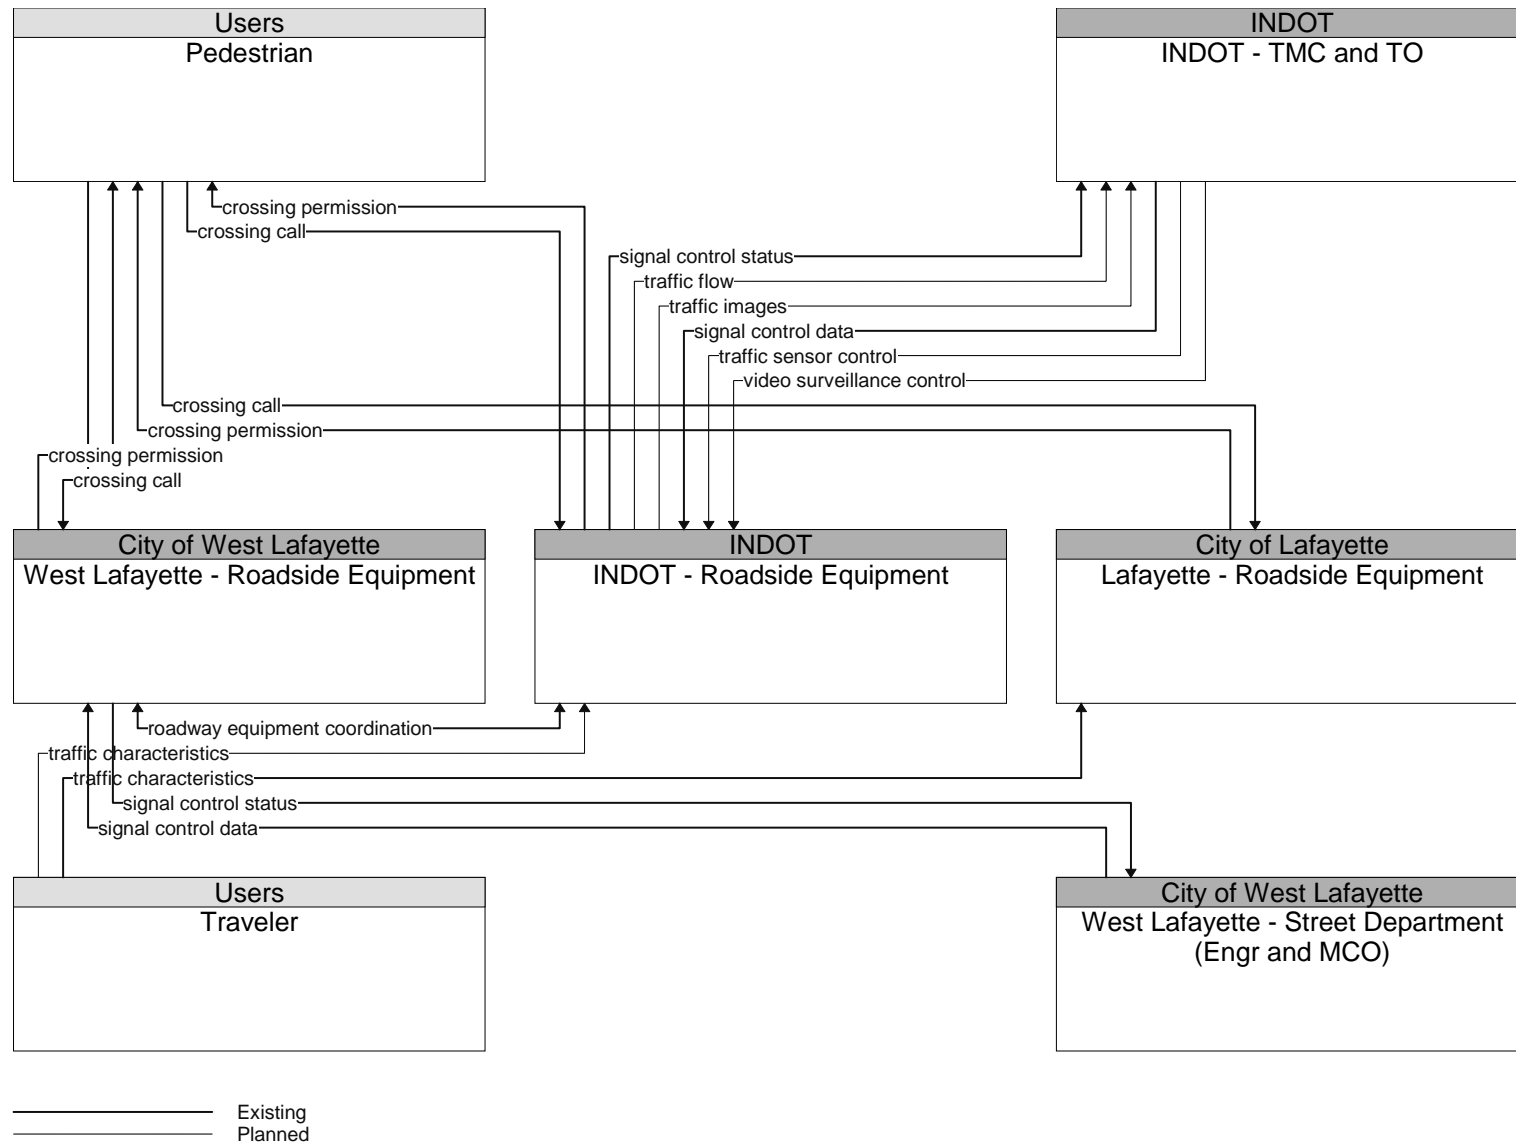 Users
Pedestrian
INDOT
INDOT - TMC and TO
crossing permission
crossing call
signal control status
traffic flow
traffic images
signal control data
traffic sensor control
video surveillance control
crossing call
crossing permission
crossing permission
crossing call
City of West Lafayette
West Lafayette - Roadside Equipment
INDOT
INDOT - Roadside Equipment
City of Lafayette
Lafayette - Roadside Equipment
roadway equipment coordination
traffic characteristics
traffic characteristics
signal control status
signal control data
Users
Traveler
City of West Lafayette
West Lafayette - Street Department
(Engr and MCO)
Existing
Planned